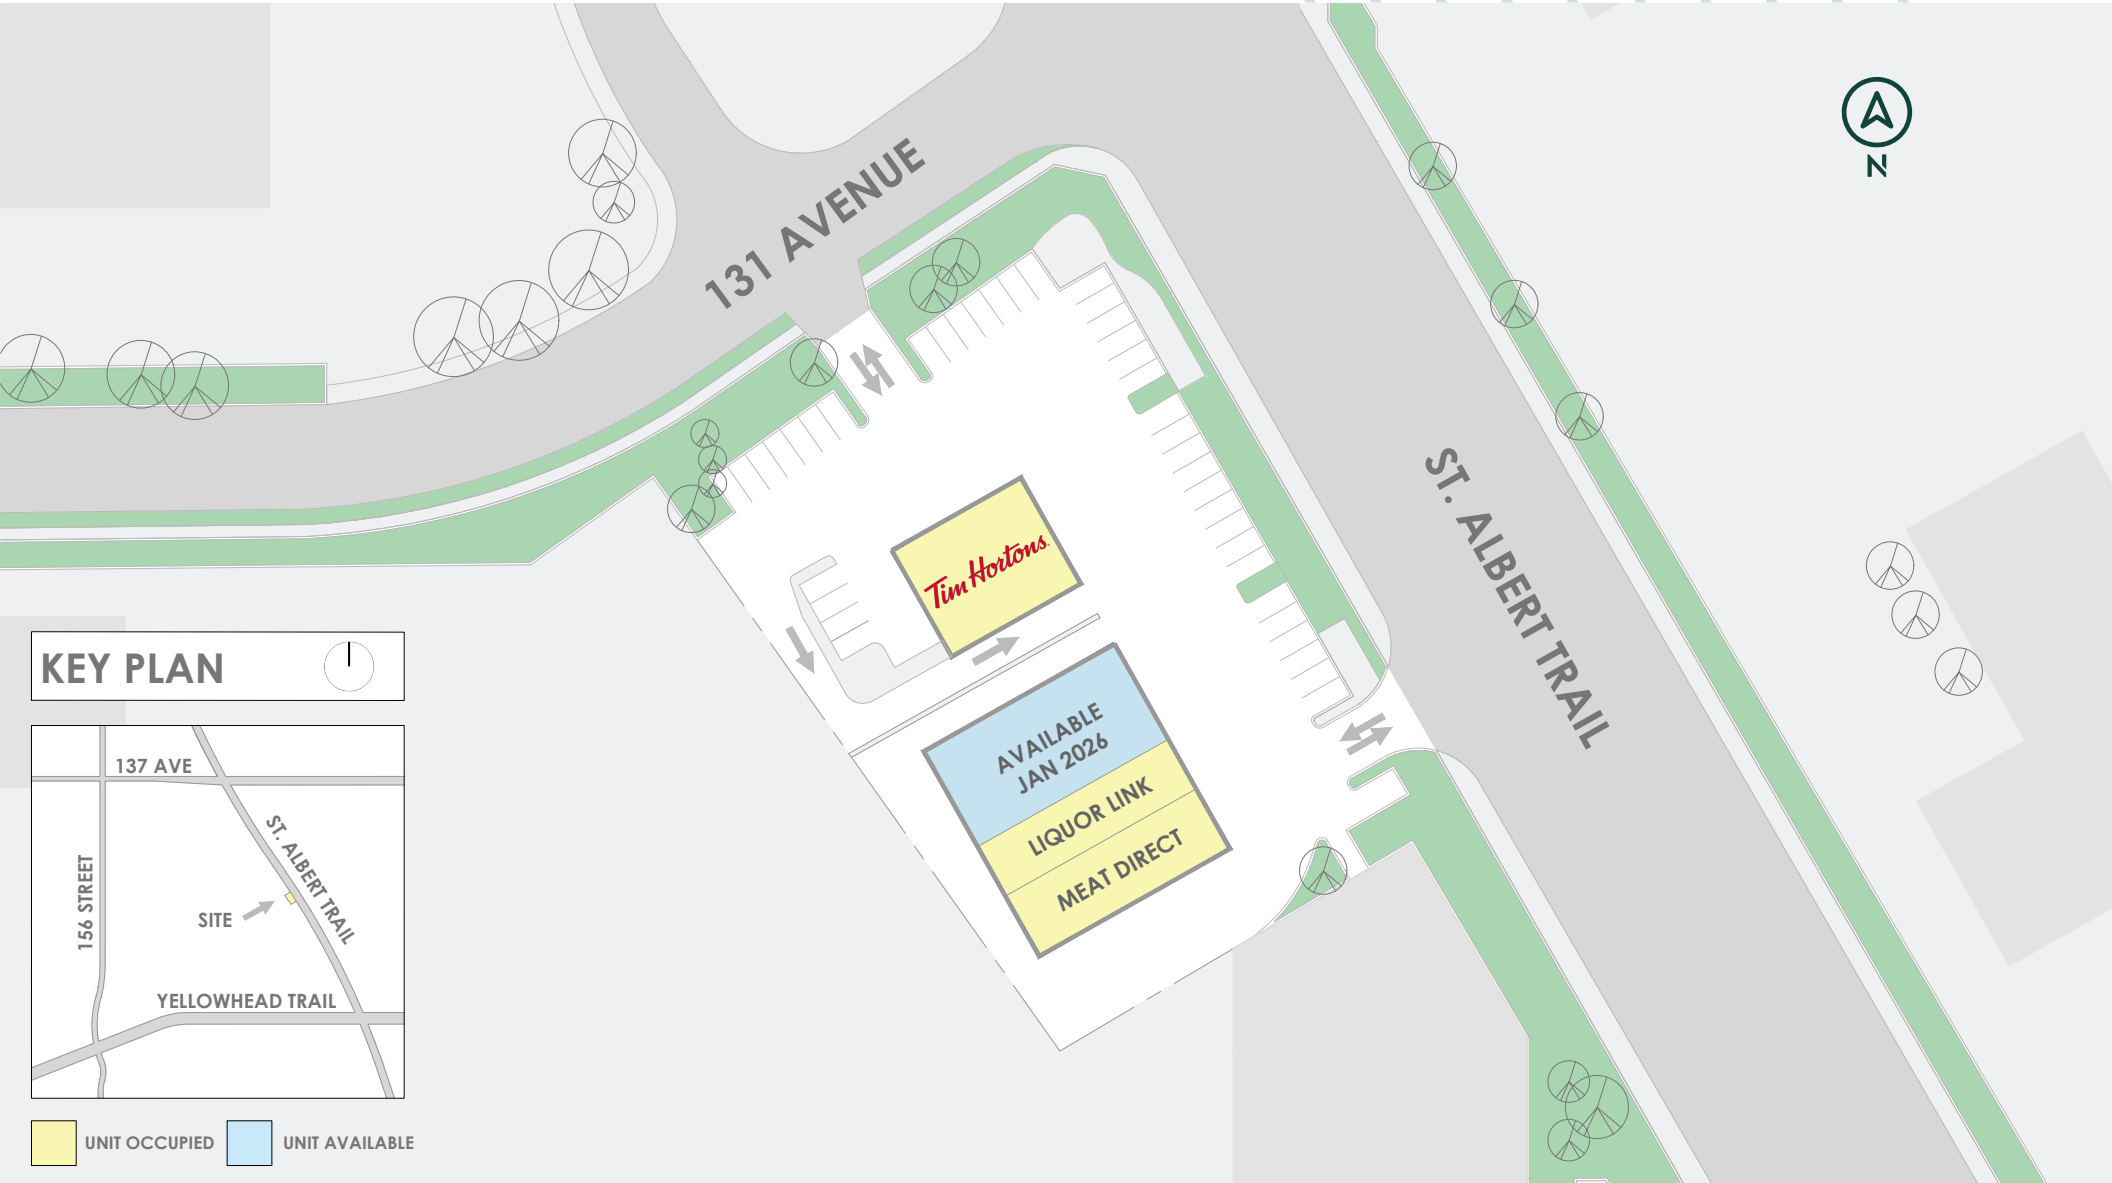 131 AVENUE
N
ST. ALBERT TRAIL
Tim Hortons.
AVAILABLE
JAN 2026
LIQUOR LINK
MEAT DIRECT
KEY PLAN
137 AVE
ST. ALBERT TRAIL
156 STREET
SITE
YELLOWHEAD TRAIL
UNIT OCCUPIED
UNIT AVAILABLE